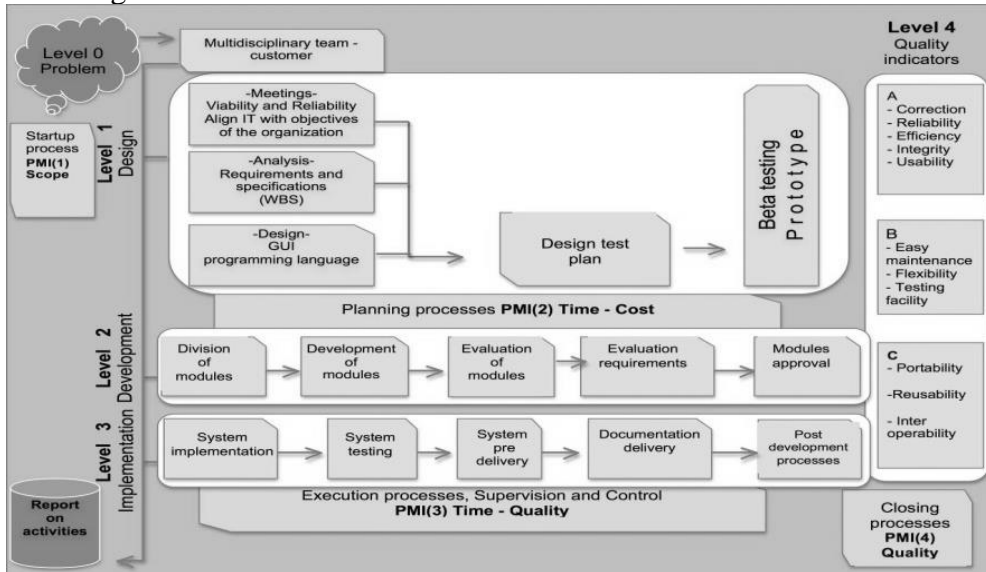 Level 0
Problem
Multidisciplinary team -
customer
Startup
process
PMI(1)
Scope
Level 1
Design
-Meetings-
Viability and Reliability
Align IT with objectives
of the organization
-Analysis-
Requirements and
specifications
(WBS)
-Design-
GUI
programming language
Design test
plan
Beta testing
Prototype
Planning processes PMI(2) Time - Cost
Level 2
Development
Division
of
modules
Development
of
modules
Evaluation
of
modules
Evaluation
requirements
Modules
approval
Level 3
Implementation
System
implementation
System
testing
System
pre
delivery
Documentation
delivery
Post
development
processes
Execution processes, Supervision and Control
PMI(3) Time - Quality
Report
on
activities
Level 4
Quality
indicators
A
- Correction
- Reliability
- Efficiency
- Integrity
- Usability
B
- Easy
maintenance
- Flexibility
- Testing
facility
C
- Portability
-Reusability
- Inter
operability
Closing
processes
PMI(4)
Quality